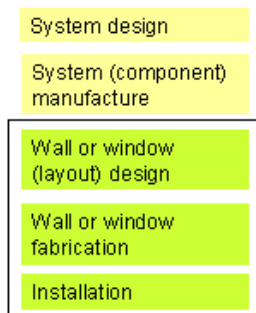 System design
System (component)
manufacture
Wall or window
(layout) design
Wall or window
fabrication
Installation